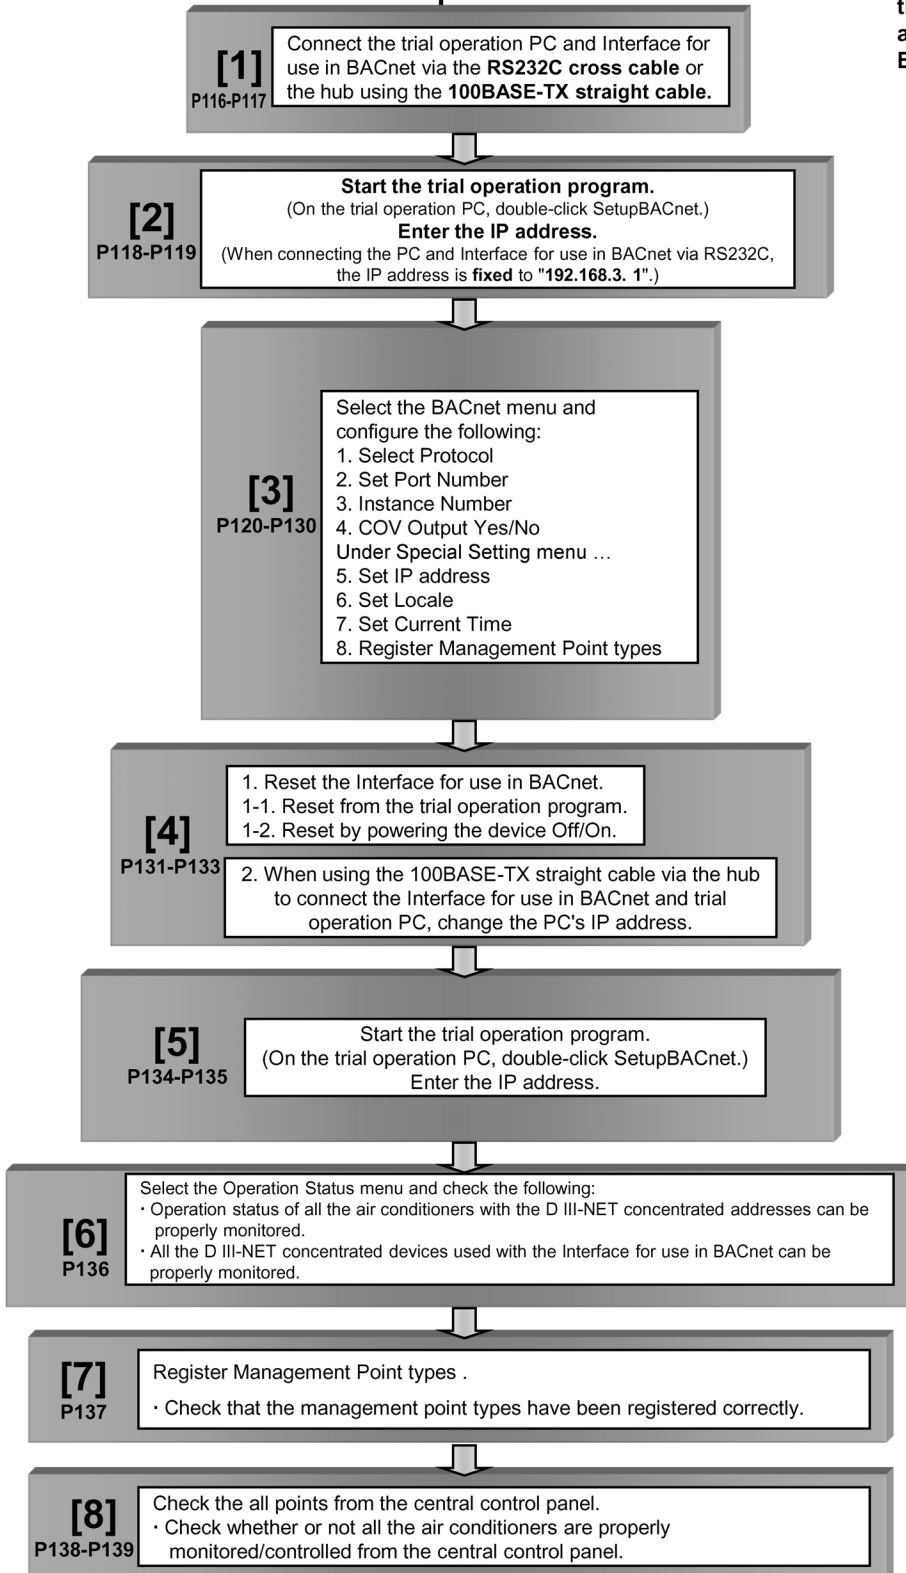 [1]
P116-P117
Connect the trial operation PC and Interface for
use in BACnet via the RS232C cross cable or
the hub using the 100BASE-TX straight cable.
[2]
P118-P119
Start the trial operation program.
(On the trial operation PC, double-click SetupBACnet.)
Enter the IP address.
(When connecting the PC and Interface for use in BACnet via RS232C,
the IP address is fixed to "192.168.3. 1".)
[3]
P120-P130
Select the BACnet menu and
configure the following:
1. Select Protocol
2. Set Port Number
3. Instance Number
4. COV Output Yes/No
Under Special Setting menu …
5. Set IP address
6. Set Locale
7. Set Current Time
8. Register Management Point types
[4]
P131-P133
1. Reset the Interface for use in BACnet.
1-1. Reset from the trial operation program.
1-2. Reset by powering the device Off/On.
2. When using the 100BASE-TX straight cable via the hub
to connect the Interface for use in BACnet and trial
operation PC, change the PC's IP address.
[5]
P134-P135
Start the trial operation program.
(On the trial operation PC, double-click SetupBACnet.)
Enter the IP address.
[6]
P136
Select the Operation Status menu and check the following:
· Operation status of all the air conditioners with the D III-NET concentrated addresses can be
properly monitored.
· All the D III-NET concentrated devices used with the Interface for use in BACnet can be
properly monitored.
[7]
P137
Register Management Point types .
· Check that the management point types have been registered correctly.
[8]
P138-P139
Check the all points from the central control panel.
· Check whether or not all the air conditioners are properly
monitored/controlled from the central control panel.